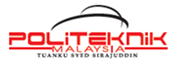 POLITEKNIK
MALAYSIA
TUANKU SYED SIRAJUDDIN